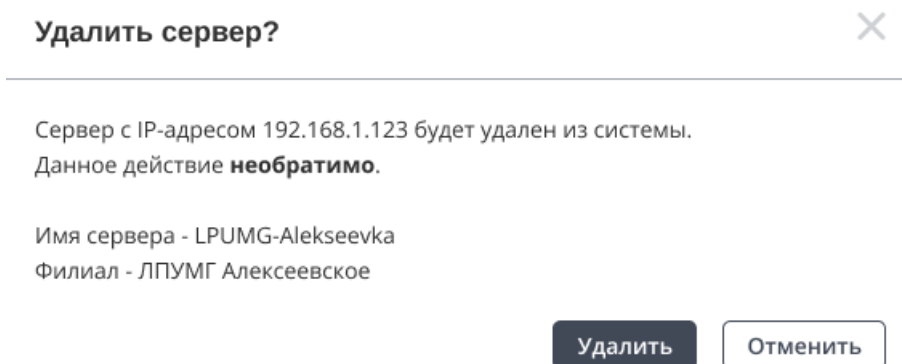 Удалить сервер?
Сервер с IP-адресом 192.168.1.123 будет удален из системы.
Данное действие необратимо.
Имя сервера - LPUMG-Alekseevka
Филиал - ЛПУМГ Алексеевское
Удалить
Отменить